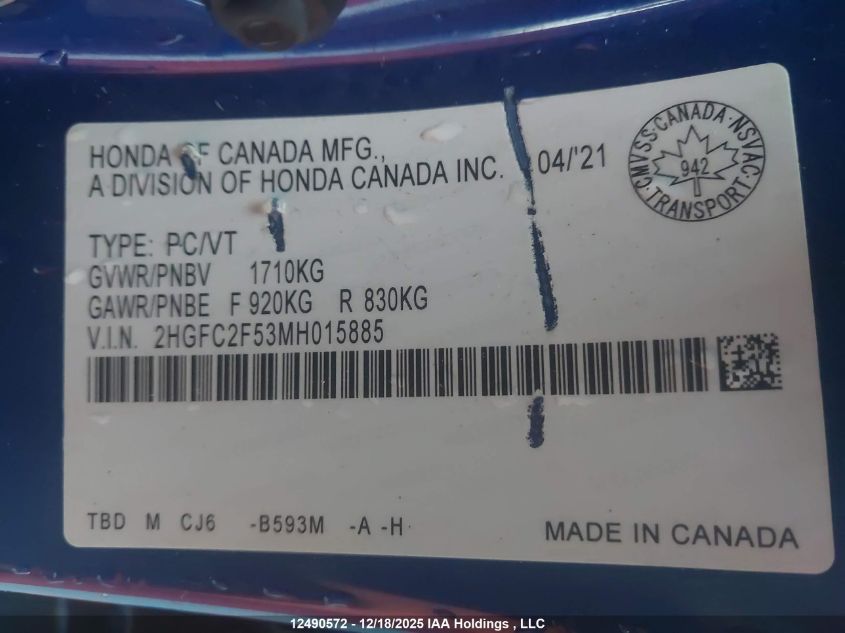 HONDA OF CANADA MFG.,
A DIVISION OF HONDA CANADA INC. 04/'21
CMVSS · CANADA · NSVAC
942
TRANSPORT
TYPE: PC/VT
GVWR/PNBV 1710KG
GAWR/PNBE F 920KG R 830KG
V.I.N. 2HGFC2F53MH015885
TBD M CJ6 -B593M -A -H
MADE IN CANADA
12490572 - 12/18/2025 IAA Holdings , LLC